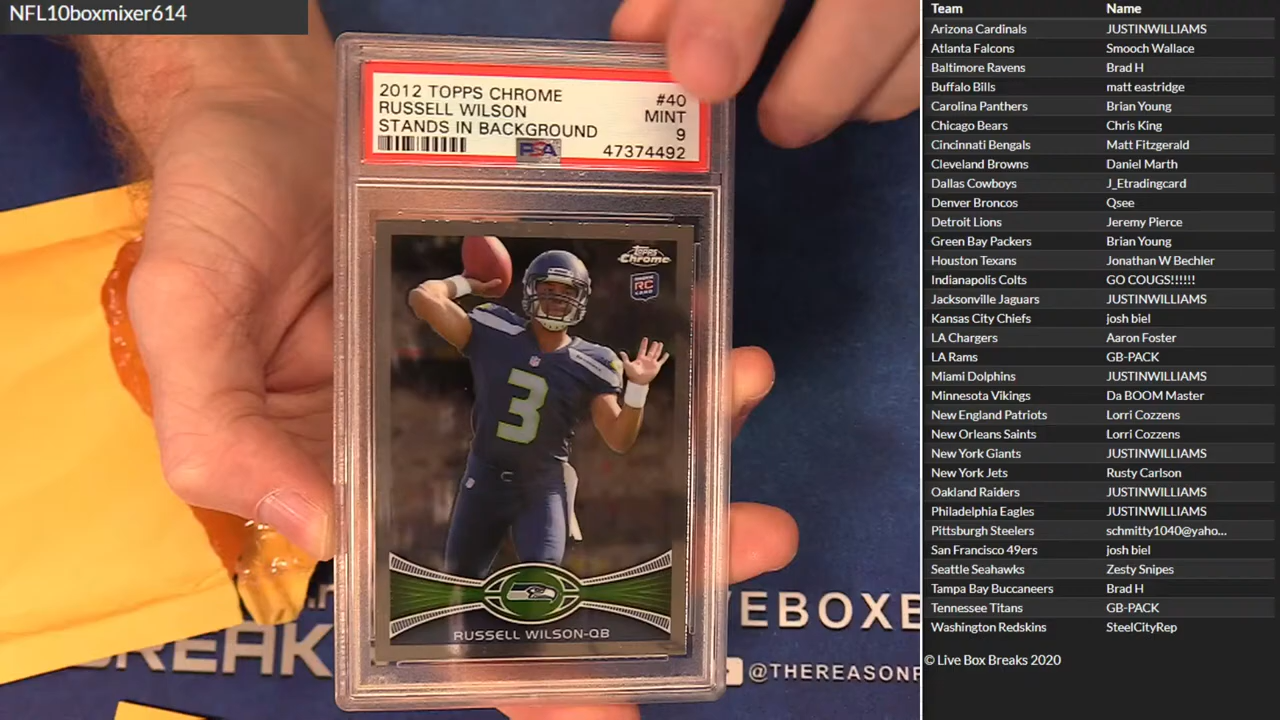 NFL10boxmixer614
2012 TOPPS CHROME #40
RUSSELL WILSON MINT
STANDS IN BACKGROUND 9
PSA 47374492
TOPPS
Chrome
RC
3
RUSSELL WILSON-QB
BREAK
VEBOXB
@THEREASONF
Team Name
Arizona Cardinals JUSTINWILLIAMS
Atlanta Falcons Smooch Wallace
Baltimore Ravens Brad H
Buffalo Bills matt eastridge
Carolina Panthers Brian Young
Chicago Bears Chris King
Cincinnati Bengals Matt Fitzgerald
Cleveland Browns Daniel Marth
Dallas Cowboys J_Etradingcard
Denver Broncos Qsee
Detroit Lions Jeremy Pierce
Green Bay Packers Brian Young
Houston Texans Jonathan W Bechler
Indianapolis Colts GO COUGS!!!!!!
Jacksonville Jaguars JUSTINWILLIAMS
Kansas City Chiefs josh biel
LA Chargers Aaron Foster
LA Rams GB-PACK
Miami Dolphins JUSTINWILLIAMS
Minnesota Vikings Da BOOM Master
New England Patriots Lorri Cozzens
New Orleans Saints Lorri Cozzens
New York Giants JUSTINWILLIAMS
New York Jets Rusty Carlson
Oakland Raiders JUSTINWILLIAMS
Philadelphia Eagles JUSTINWILLIAMS
Pittsburgh Steelers schmitty1040@yaho...
San Francisco 49ers josh biel
Seattle Seahawks Zesty Snipes
Tampa Bay Buccaneers Brad H
Tennessee Titans GB-PACK
Washington Redskins SteelCityRep
© Live Box Breaks 2020